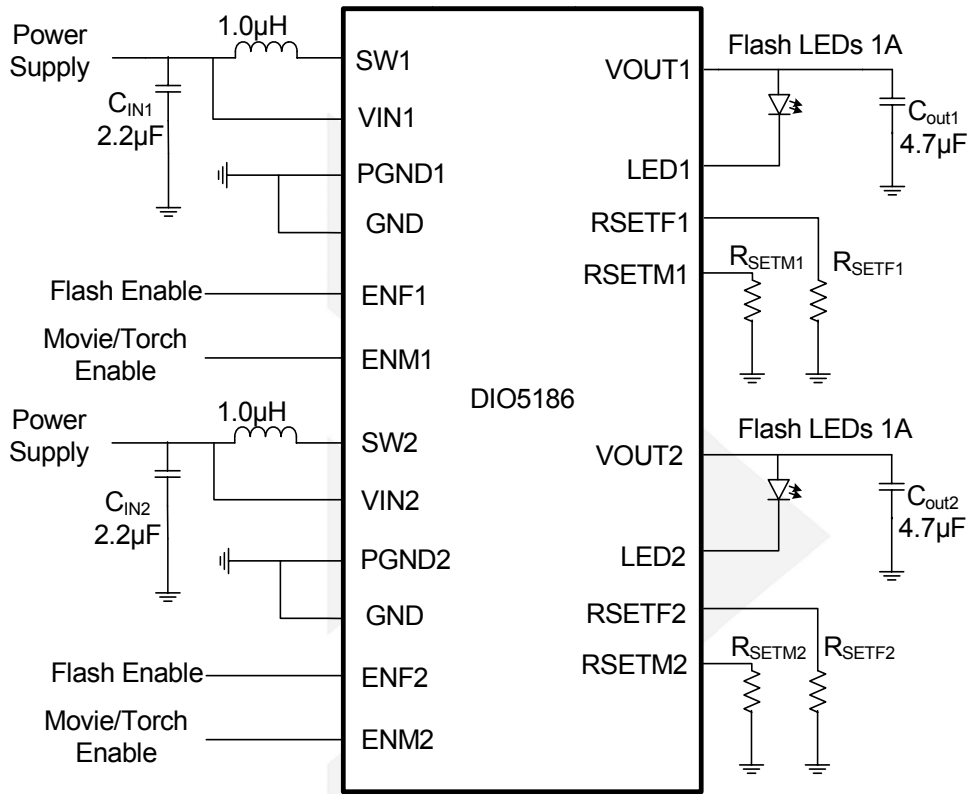 Power
Supply
1.0µH
C_IN1
2.2µF
SW1
VIN1
PGND1
GND
Flash Enable
ENF1
Movie/Torch
Enable
ENM1
VOUT1
Flash LEDs 1A
C_out1
4.7µF
LED1
RSETF1
RSETM1
R_SETM1
R_SETF1
DIO5186
Power
Supply
1.0µH
C_IN2
2.2µF
SW2
VIN2
PGND2
GND
Flash Enable
ENF2
Movie/Torch
Enable
ENM2
VOUT2
Flash LEDs 1A
C_out2
4.7µF
LED2
RSETF2
RSETM2
R_SETM2
R_SETF2